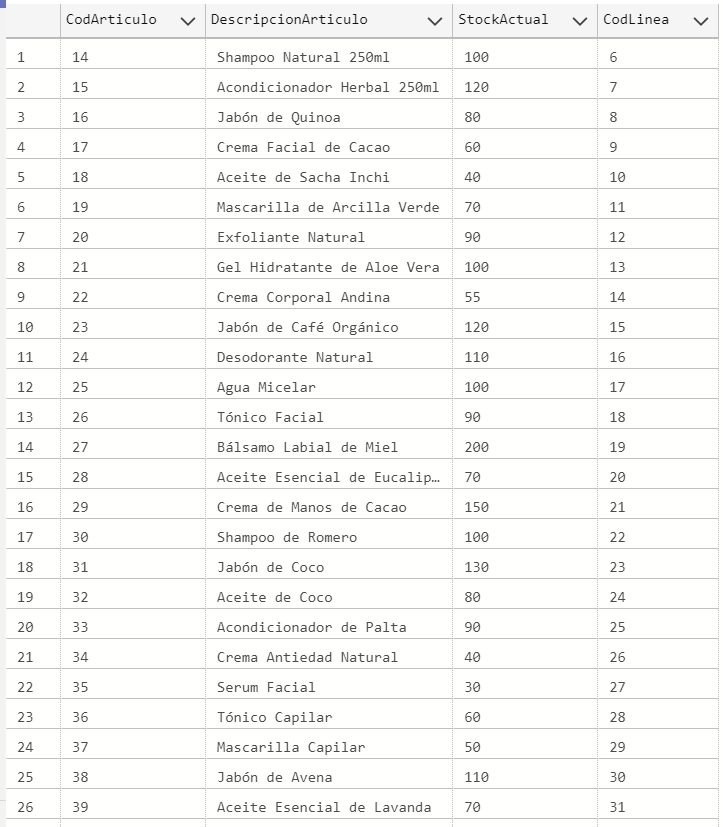 CodArticulo DescripcionArticulo StockActual CodLinea
1 14 Shampoo Natural 250ml 100 6
2 15 Acondicionador Herbal 250ml 120 7
3 16 Jabón de Quinoa 80 8
4 17 Crema Facial de Cacao 60 9
5 18 Aceite de Sacha Inchi 40 10
6 19 Mascarilla de Arcilla Verde 70 11
7 20 Exfoliante Natural 90 12
8 21 Gel Hidratante de Aloe Vera 100 13
9 22 Crema Corporal Andina 55 14
10 23 Jabón de Café Orgánico 120 15
11 24 Desodorante Natural 110 16
12 25 Agua Micelar 100 17
13 26 Tónico Facial 90 18
14 27 Bálsamo Labial de Miel 200 19
15 28 Aceite Esencial de Eucalip… 70 20
16 29 Crema de Manos de Cacao 150 21
17 30 Shampoo de Romero 100 22
18 31 Jabón de Coco 130 23
19 32 Aceite de Coco 80 24
20 33 Acondicionador de Palta 90 25
21 34 Crema Antiedad Natural 40 26
22 35 Serum Facial 30 27
23 36 Tónico Capilar 60 28
24 37 Mascarilla Capilar 50 29
25 38 Jabón de Avena 110 30
26 39 Aceite Esencial de Lavanda 70 31